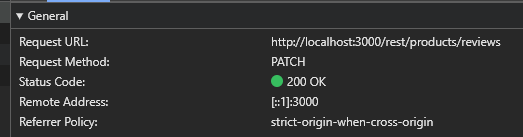 ▼ General
Request URL: http://localhost:3000/rest/products/reviews
Request Method: PATCH
Status Code: 200 OK
Remote Address: [::1]:3000
Referrer Policy: strict-origin-when-cross-origin